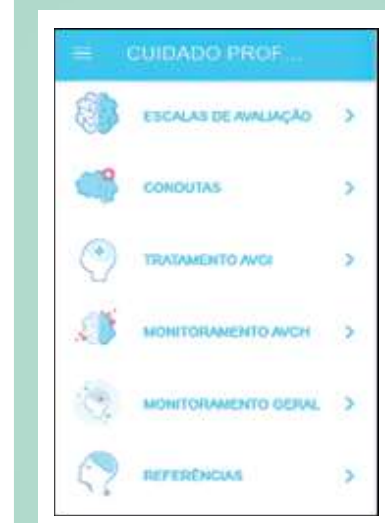 CUIDADO PROF...
ESCALAS DE AVALIAÇÃO
CONDUTAS
TRATAMENTO AVCI
MONITORAMENTO AVCH
MONITORAMENTO GERAL
REFERÊNCIAS